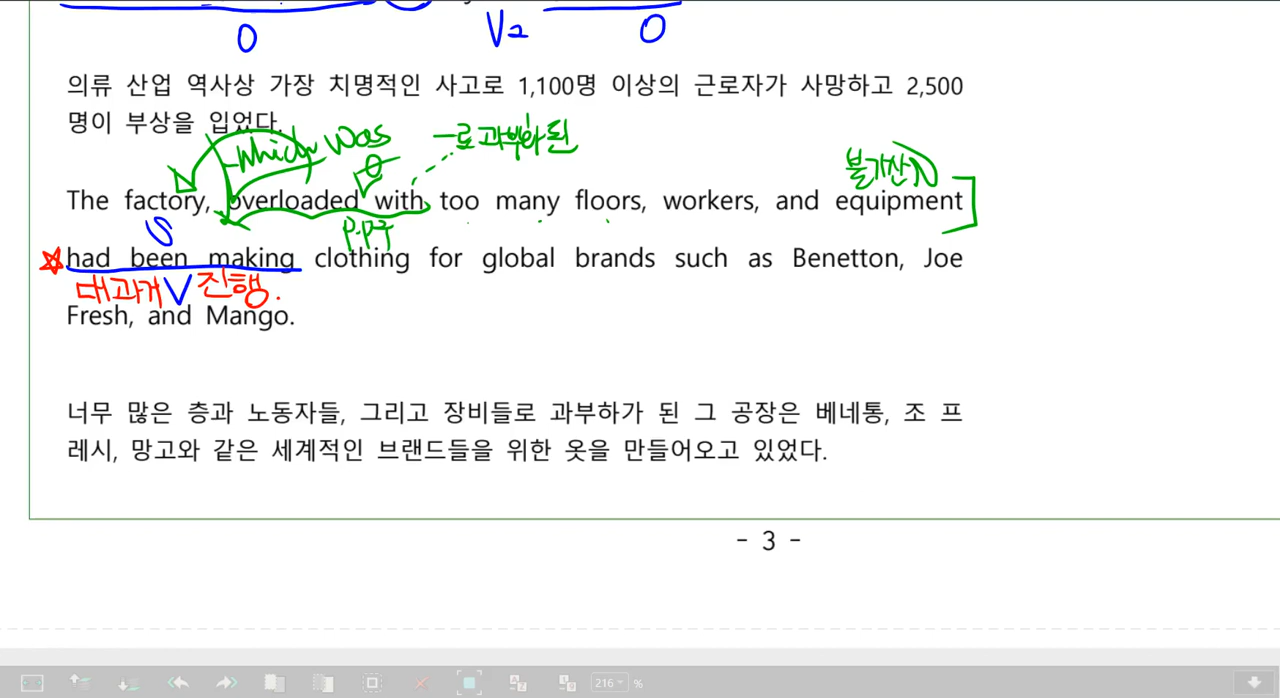 O
V2
O
의류 산업 역사상 가장 치명적인 사고로 1,100명 이상의 근로자가 사망하고 2,500
명이 부상을 입었다.
which was
-로 과부하 된
불가산N
The factory, overloaded with too many floors, workers, and equipment
S
p.p구
had been making clothing for global brands such as Benetton, Joe
대과거 V 진행.
Fresh, and Mango.
너무 많은 층과 노동자들, 그리고 장비들로 과부하가 된 그 공장은 베네통, 조 프
레시, 망고와 같은 세계적인 브랜드들을 위한 옷을 만들어오고 있었다.
- 3 -
216 %